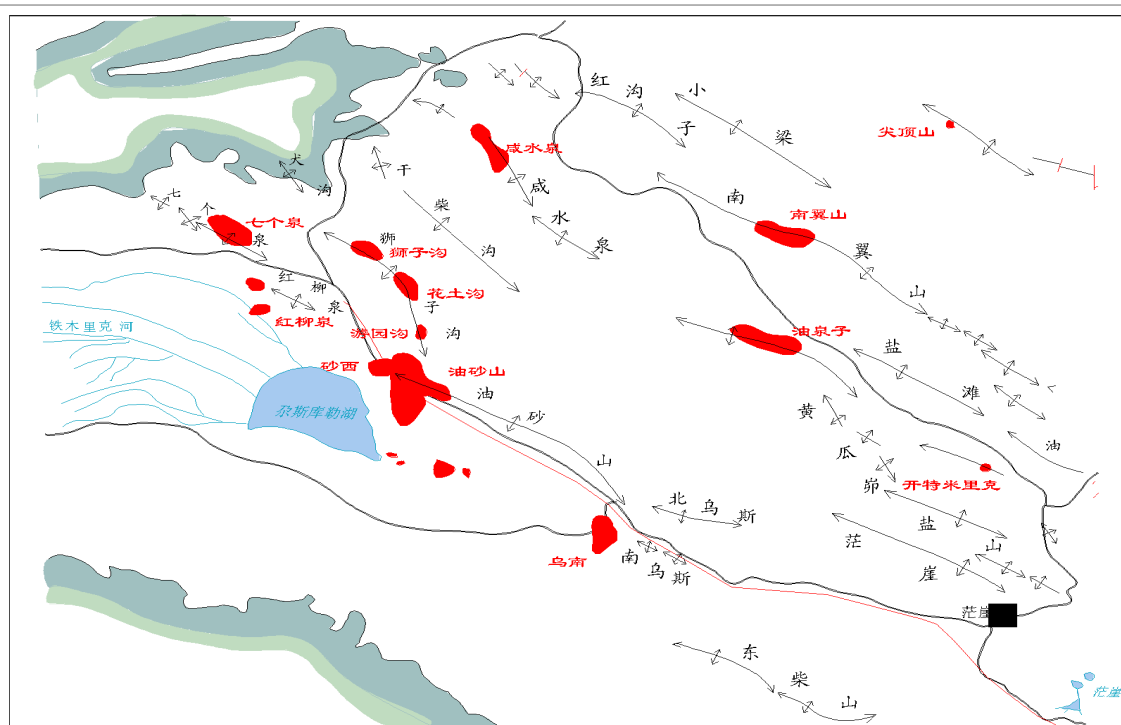 红沟子
小梁
尖顶山
咸水泉
咸水泉
犬沟
干柴沟
七个泉
七个泉
南翼山
南翼山
狮子沟
狮子沟
花土沟
红柳泉
红柳泉
游园沟
铁木里克河
油泉子
盐滩
砂西
油砂山
油砂山
尕斯库勒湖
黄瓜峁
油
开特米里克
北乌斯
盐山
茫崖
乌南
南乌斯
茫崖
东柴山
茫崖